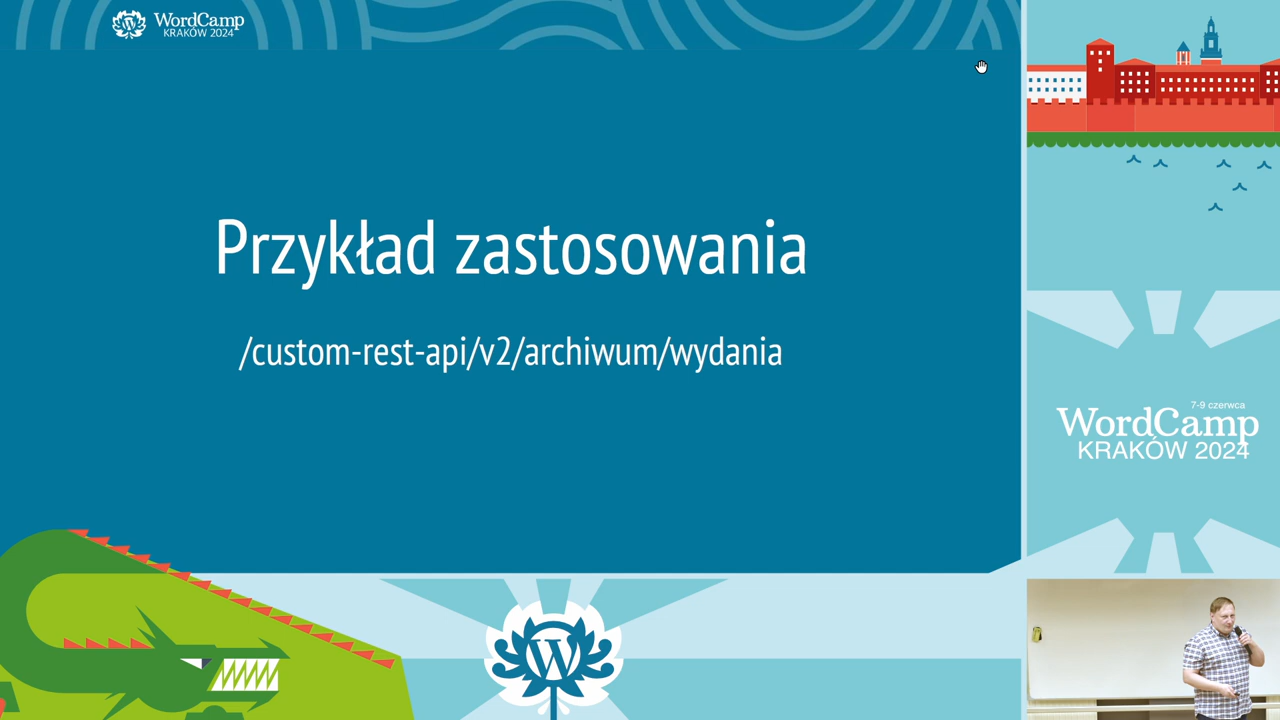 WordCamp
KRAKÓW 2024
Przykład zastosowania
/custom-rest-api/v2/archiwum/wydania
7-9 czerwca
WordCamp
KRAKÓW 2024
W